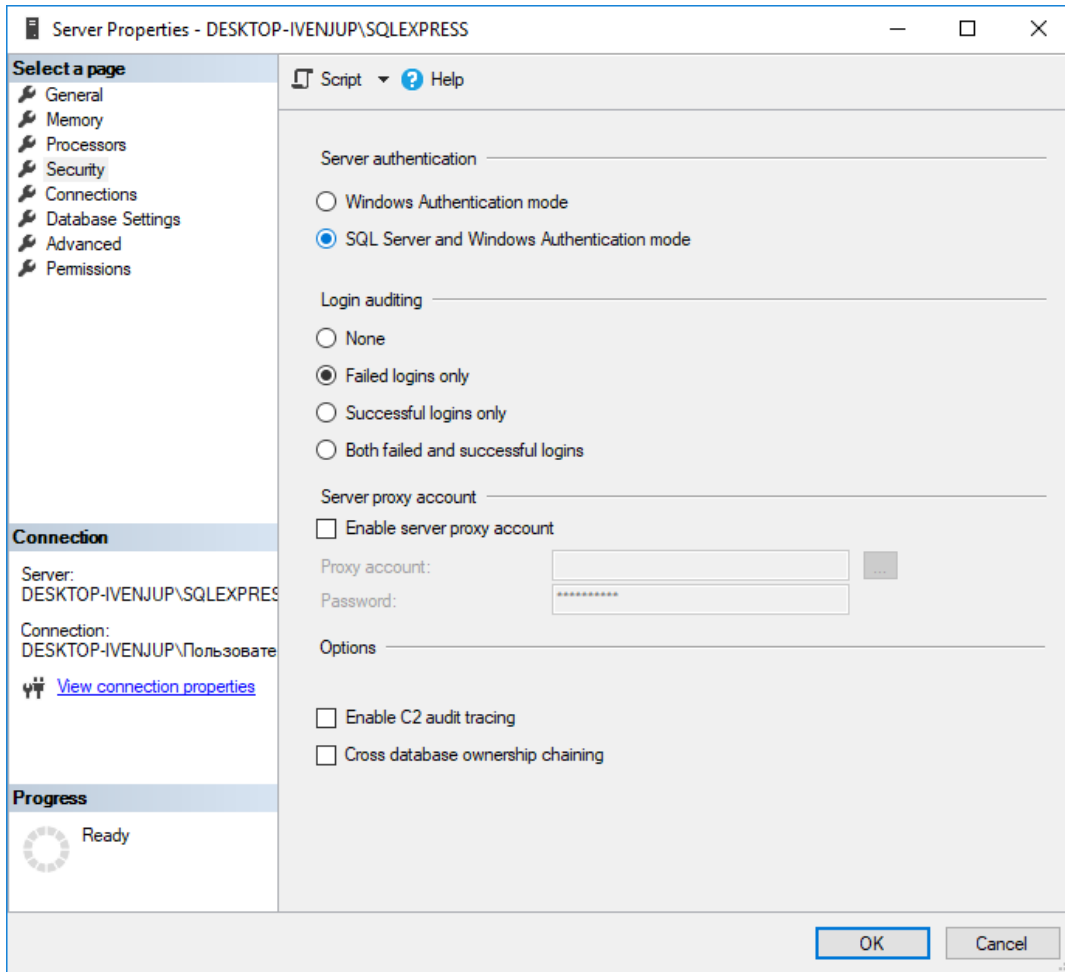 Server Properties - DESKTOP-IVENJUP\SQLEXPRESS
Select a page
General
Memory
Processors
Security
Connections
Database Settings
Advanced
Permissions
Script
Help
Server authentication
Windows Authentication mode
SQL Server and Windows Authentication mode
Login auditing
None
Failed logins only
Successful logins only
Both failed and successful logins
Server proxy account
Enable server proxy account
Proxy account:
...
Password:
**********
Options
Enable C2 audit tracing
Cross database ownership chaining
Connection
Server:
DESKTOP-IVENJUP\SQLEXPRES
Connection:
DESKTOP-IVENJUP\Пользовате
View connection properties
Progress
Ready
OK
Cancel